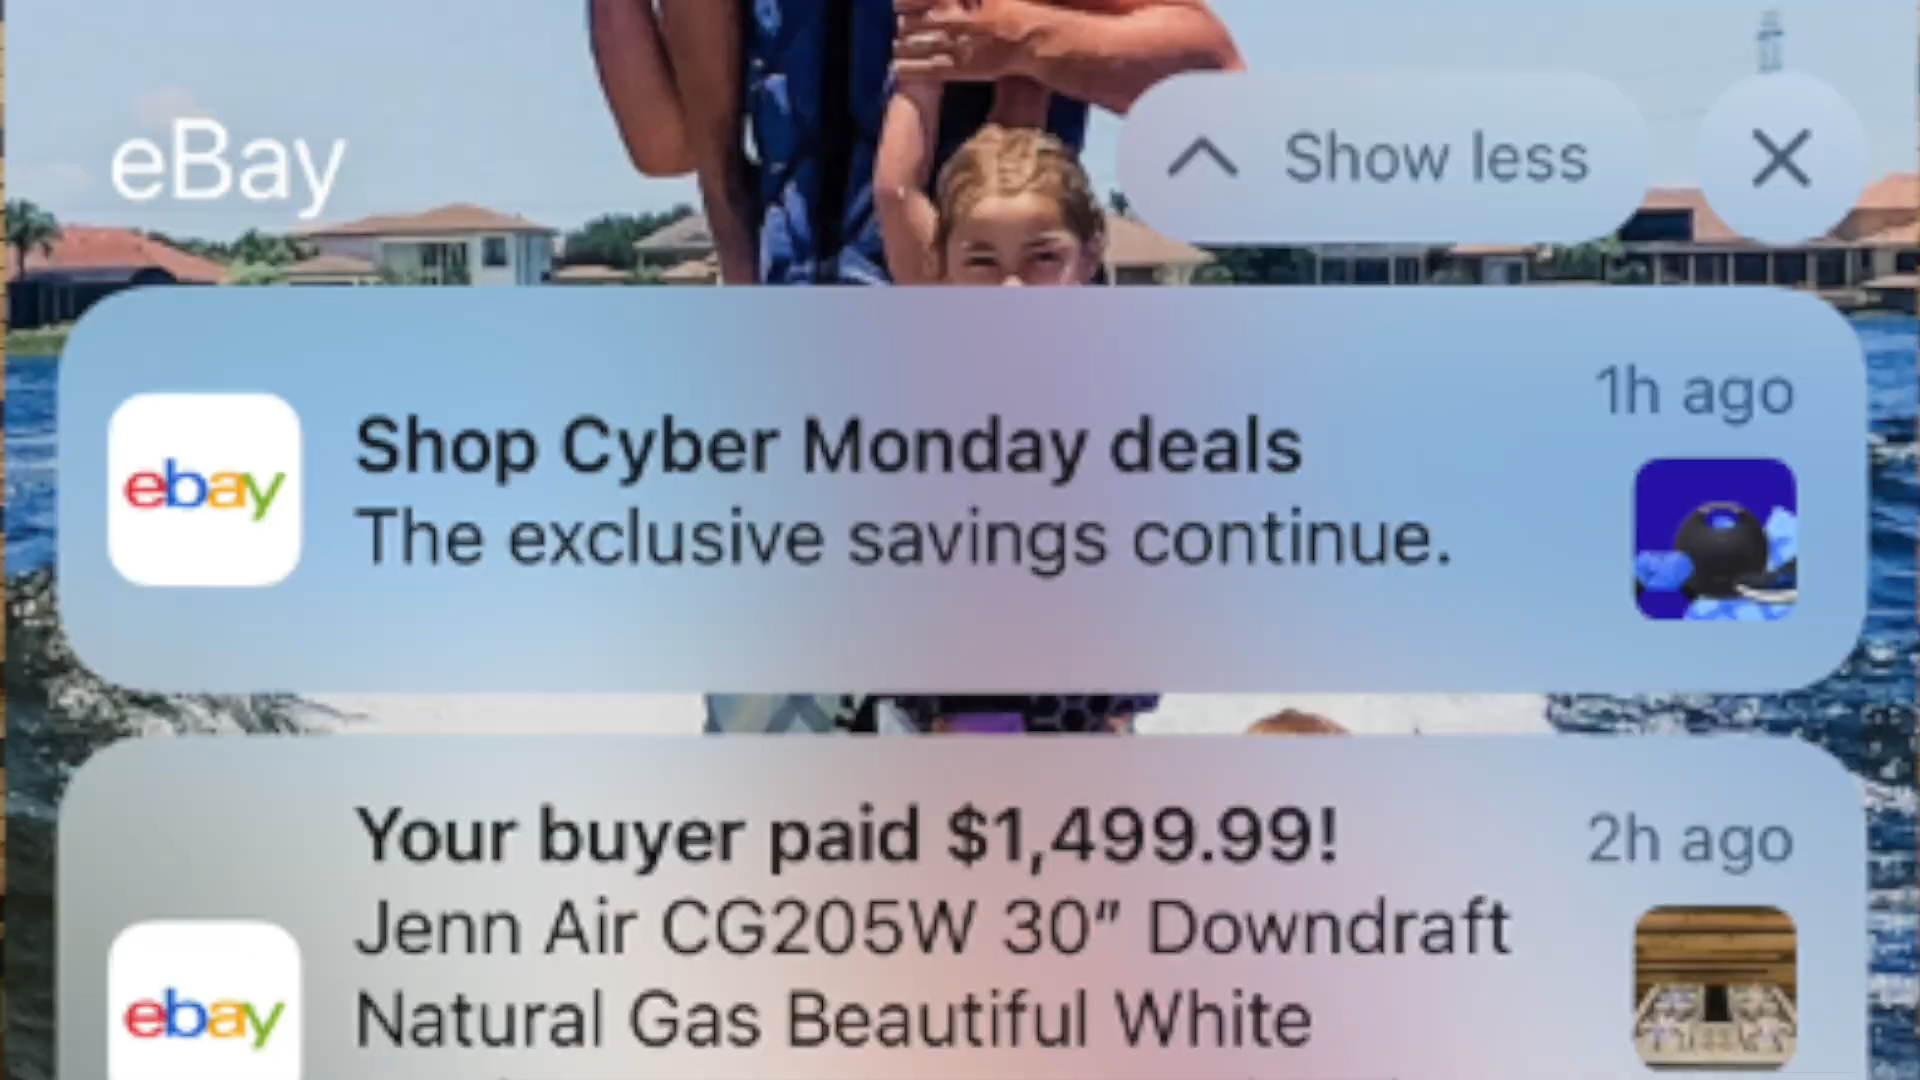 eBay
Show less
1h ago
ebay
Shop Cyber Monday deals
The exclusive savings continue.
Your buyer paid $1,499.99!
2h ago
Jenn Air CG205W 30” Downdraft
ebay
Natural Gas Beautiful White